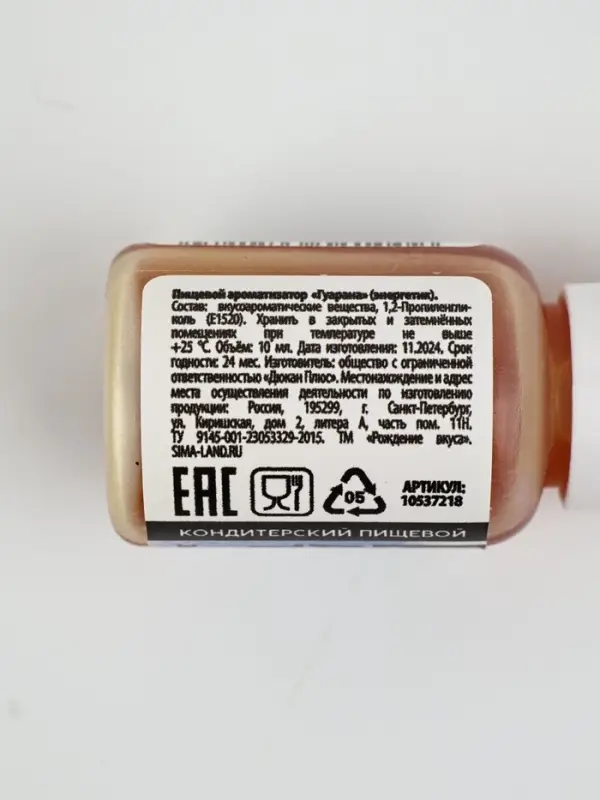 Пищевой ароматизатор «Гуарана» (энергетик).
Состав: вкусоароматические вещества, 1,2-Пропиленгли-
коль (Е1520). Хранить в закрытых и затемнённых
помещениях при температуре не выше
+25 °С. Объём: 10 мл. Дата изготовления: 11.2024, Срок
годности: 24 мес. Изготовитель: общество с ограниченной
ответственностью «Дюкан Плюс». Местонахождение и адрес
места осуществления деятельности по изготовлению
продукции: Россия, 195299, г. Санкт-Петербург,
ул. Киришская, дом 2, литера А, часть пом. 11Н.
ТУ 9145-001-23053329-2015. ТМ «Рождение вкуса».
SIMA-LAND.RU
ЕАС
05
АРТИКУЛ:
10537218
КОНДИТЕРСКИЙ ПИЩЕВОЙ